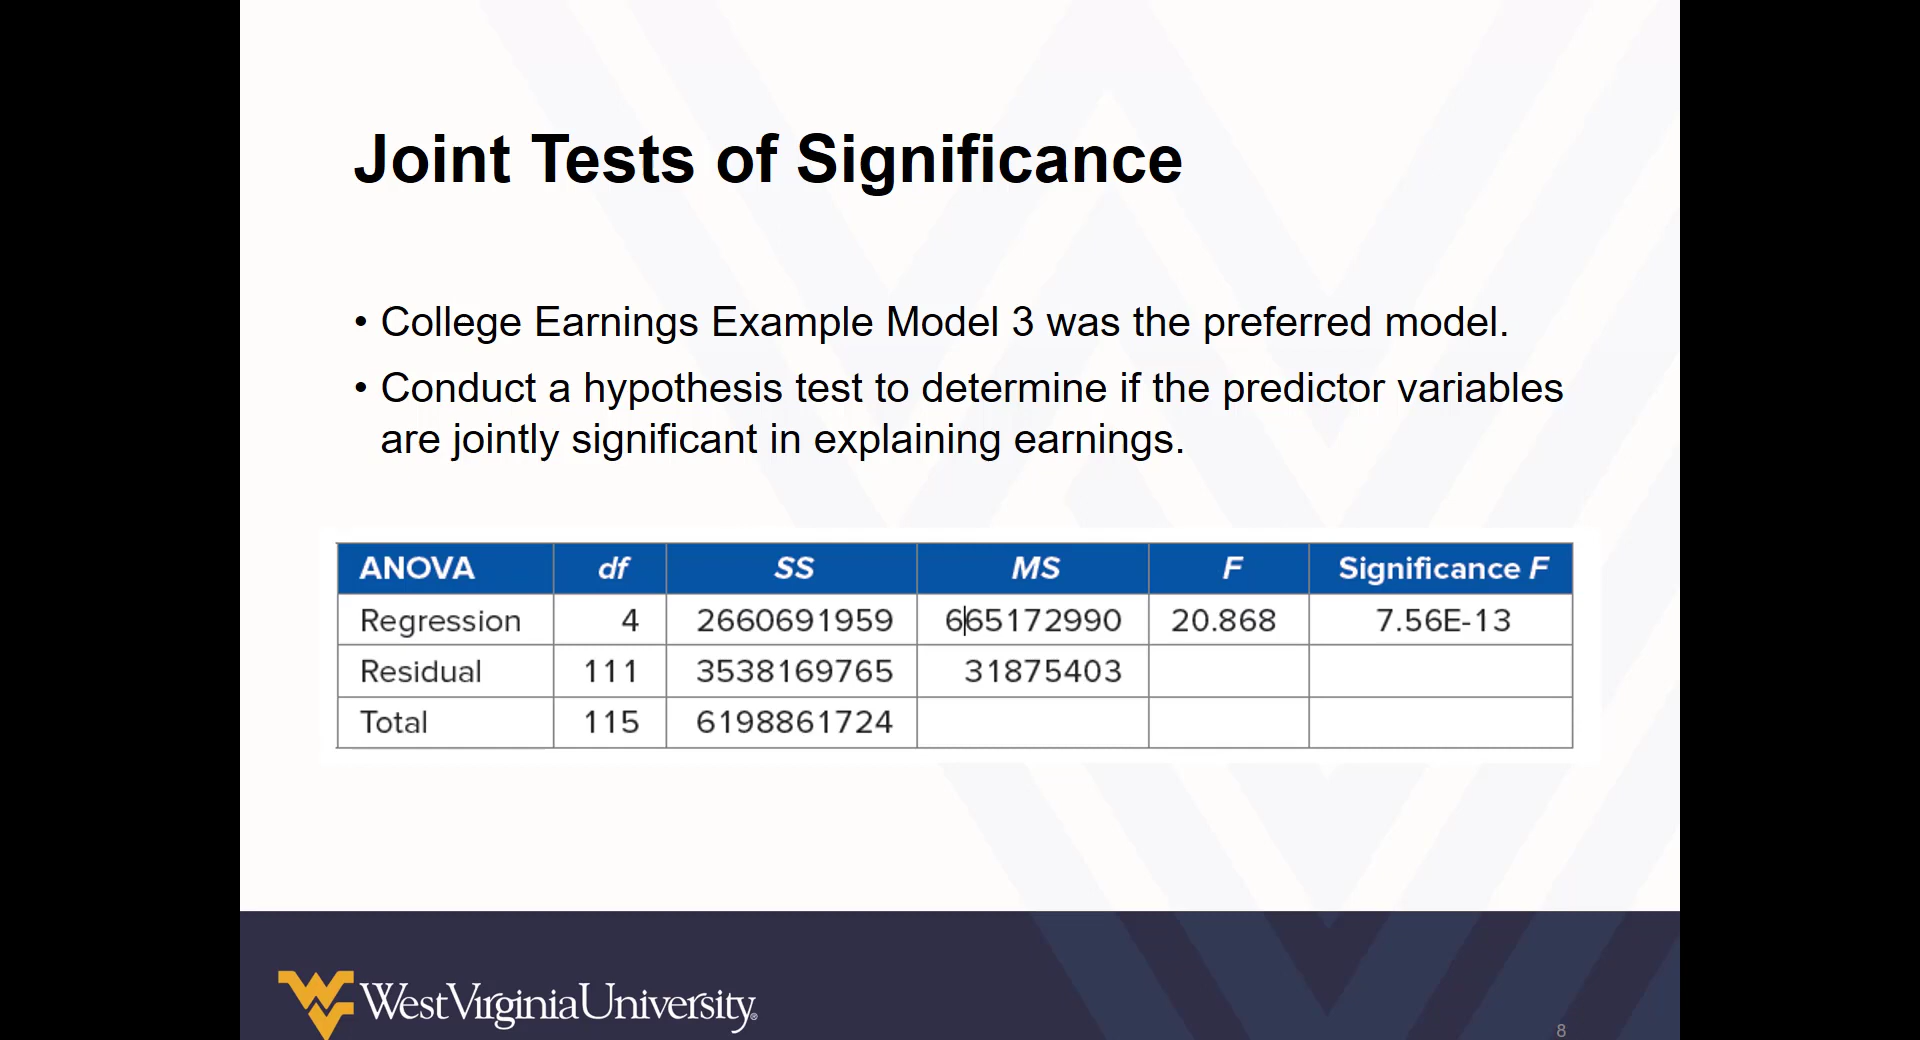 Joint Tests of Significance
• College Earnings Example Model 3 was the preferred model.
• Conduct a hypothesis test to determine if the predictor variables
are jointly significant in explaining earnings.
ANOVA df SS MS F Significance F
Regression 4 2660691959 665172990 20.868 7.56E-13
Residual 111 3538169765 31875403
Total 115 6198861724
WestVirginiaUniversity®
8